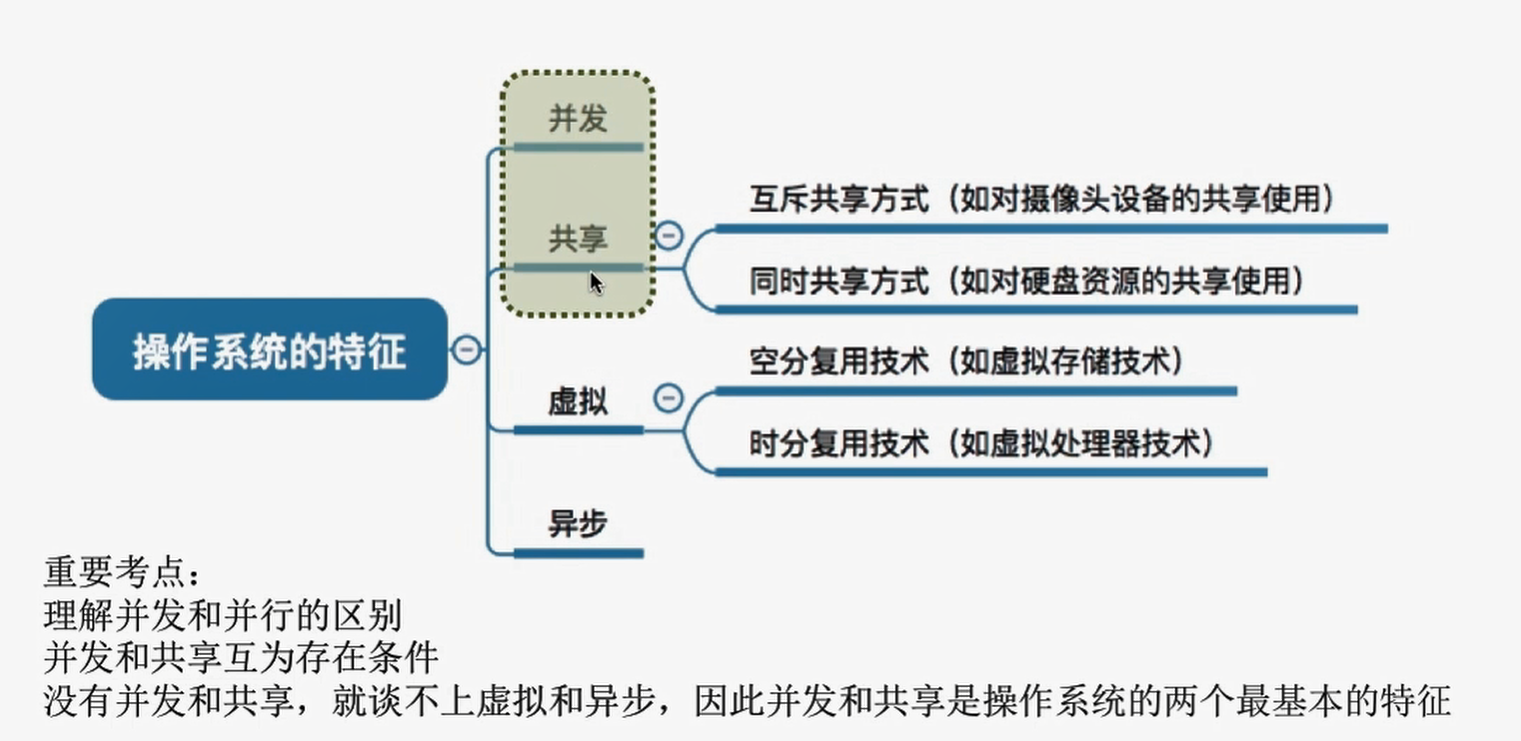 并发
共享
互斥共享方式（如对摄像头设备的共享使用）
同时共享方式（如对硬盘资源的共享使用）
操作系统的特征
虚拟
空分复用技术（如虚拟存储技术）
时分复用技术（如虚拟处理器技术）
异步
重要考点：
理解并发和并行的区别
并发和共享互为存在条件
没有并发和共享，就谈不上虚拟和异步，因此并发和共享是操作系统的两个最基本的特征